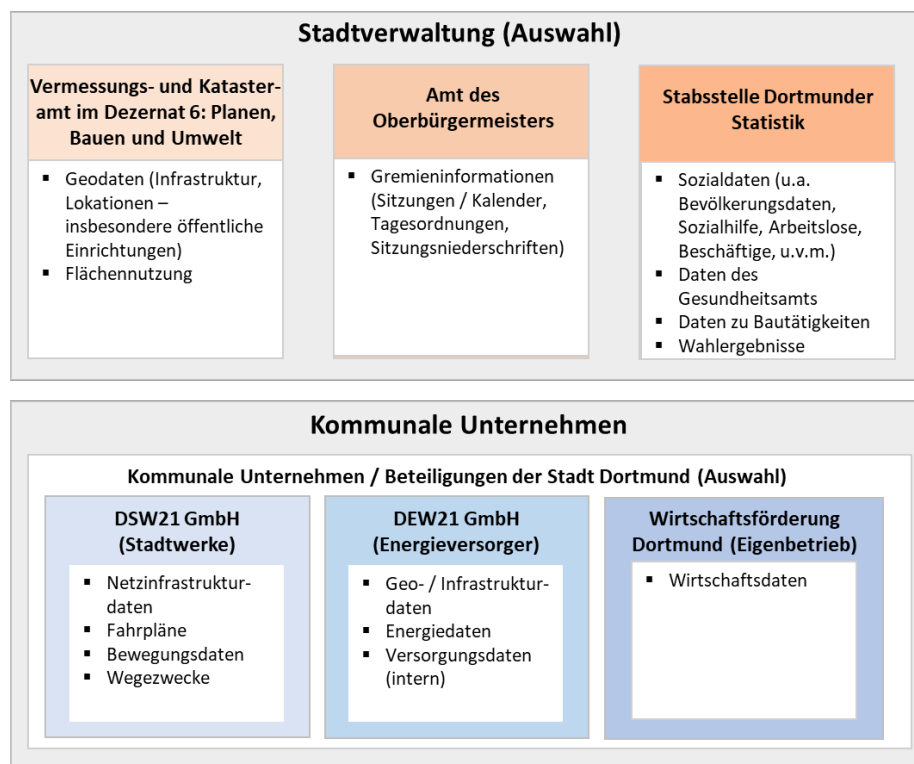 Stadtverwaltung (Auswahl)
Vermessungs- und Kataster-
amt im Dezernat 6: Planen,
Bauen und Umwelt
▪ Geodaten (Infrastruktur,
Lokationen –
insbesondere öffentliche
Einrichtungen)
▪ Flächennutzung
Amt des
Oberbürgermeisters
▪ Gremieninformationen
(Sitzungen / Kalender,
Tagesordnungen,
Sitzungsniederschriften)
Stabsstelle Dortmunder
Statistik
▪ Sozialdaten (u.a.
Bevölkerungsdaten,
Sozialhilfe, Arbeitslose,
Beschäftige, u.v.m.)
▪ Daten des
Gesundheitsamts
▪ Daten zu Bautätigkeiten
▪ Wahlergebnisse
Kommunale Unternehmen
Kommunale Unternehmen / Beteiligungen der Stadt Dortmund (Auswahl)
DSW21 GmbH
(Stadtwerke)
▪ Netzinfrastruktur-
daten
▪ Fahrpläne
▪ Bewegungsdaten
▪ Wegezwecke
DEW21 GmbH
(Energieversorger)
▪ Geo- / Infrastruktur-
daten
▪ Energiedaten
▪ Versorgungsdaten
(intern)
Wirtschaftsförderung
Dortmund (Eigenbetrieb)
▪ Wirtschaftsdaten